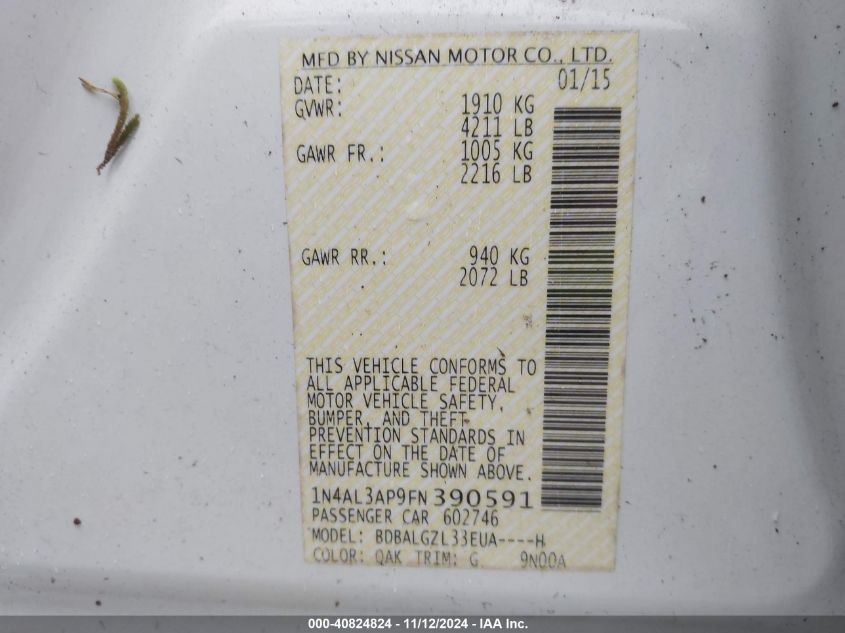 MFD BY NISSAN MOTOR CO., LTD.
DATE: 01/15
GVWR: 1910 KG
4211 LB
GAWR FR.: 1005 KG
2216 LB
GAWR RR.: 940 KG
2072 LB
THIS VEHICLE CONFORMS TO
ALL APPLICABLE FEDERAL
MOTOR VEHICLE SAFETY,
BUMPER, AND THEFT
PREVENTION STANDARDS IN
EFFECT ON THE DATE OF
MANUFACTURE SHOWN ABOVE.
1N4AL3AP9FN390591
PASSENGER CAR 602746
MODEL: BDBALGZL33EUA----H
COLOR: QAK TRIM: G 9N00A
000-40824824 - 11/12/2024 - IAA Inc.